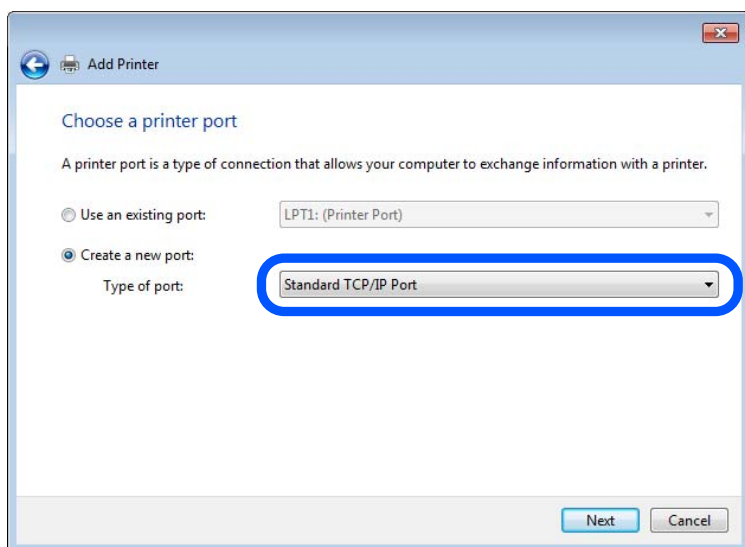 Add Printer
Choose a printer port
A printer port is a type of connection that allows your computer to exchange information with a printer.
Use an existing port: LPT1: (Printer Port)
Create a new port:
Type of port: Standard TCP/IP Port
Next Cancel